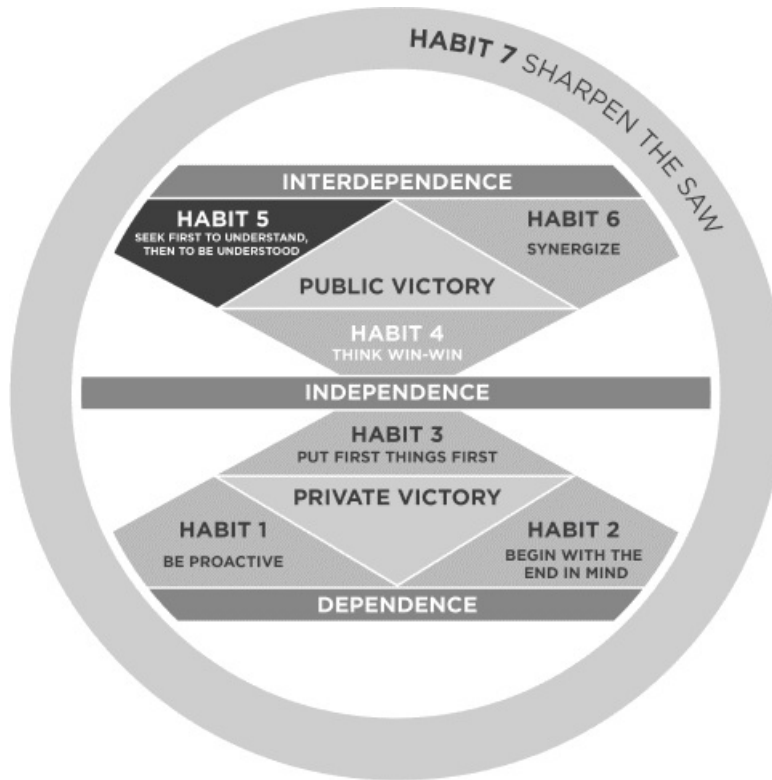 HABIT 7 SHARPEN THE SAW
INTERDEPENDENCE
HABIT 5
SEEK FIRST TO UNDERSTAND,
THEN TO BE UNDERSTOOD
HABIT 6
SYNERGIZE
PUBLIC VICTORY
HABIT 4
THINK WIN-WIN
INDEPENDENCE
HABIT 3
PUT FIRST THINGS FIRST
PRIVATE VICTORY
HABIT 1
BE PROACTIVE
HABIT 2
BEGIN WITH THE
END IN MIND
DEPENDENCE